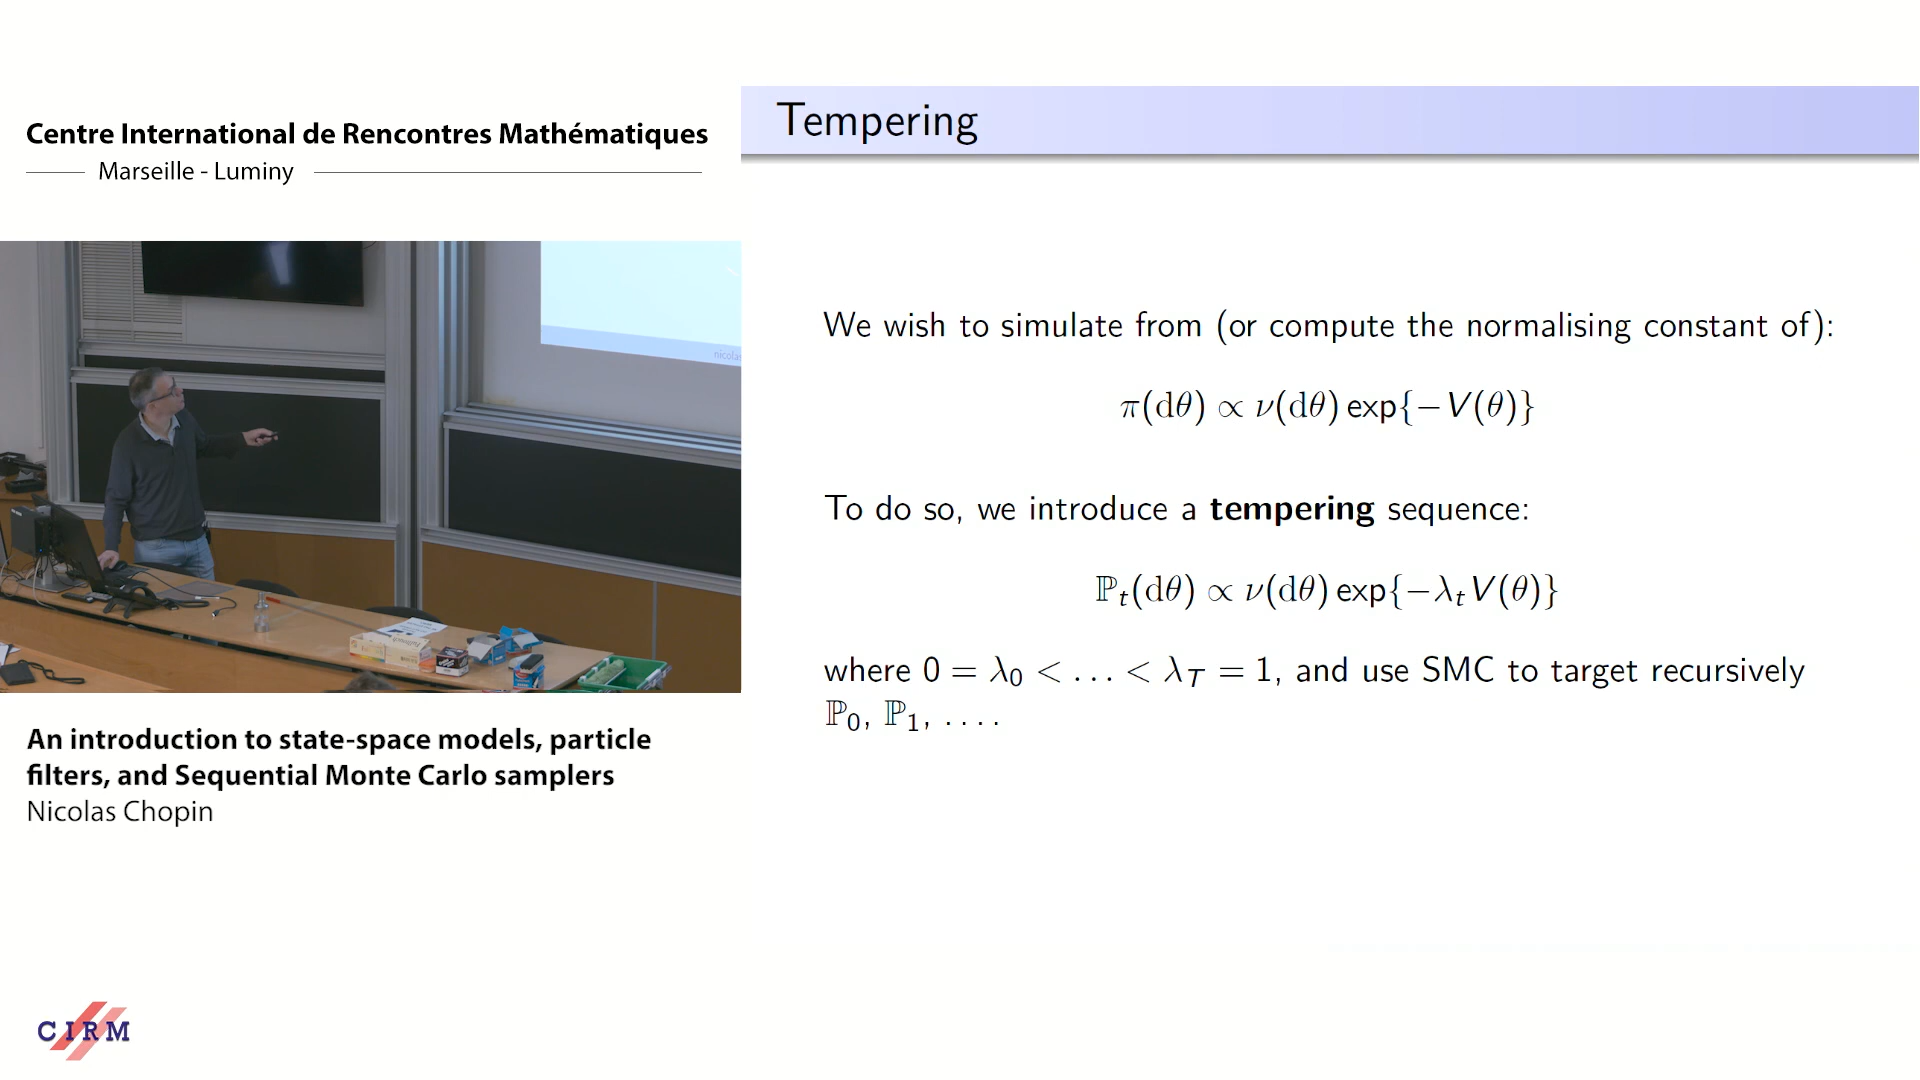 Centre International de Rencontres Mathématiques
Marseille - Luminy
Tempering
We wish to simulate from (or compute the normalising constant of):
π(dθ) ∝ ν(dθ) exp{−V(θ)}
To do so, we introduce a tempering sequence:
ℙₜ(dθ) ∝ ν(dθ) exp{−λₜV(θ)}
where 0 = λ₀ < … < λ_T = 1, and use SMC to target recursively
ℙ₀, ℙ₁, ….
nicolas
An introduction to state-space models, particle
filters, and Sequential Monte Carlo samplers
Nicolas Chopin
CIRM